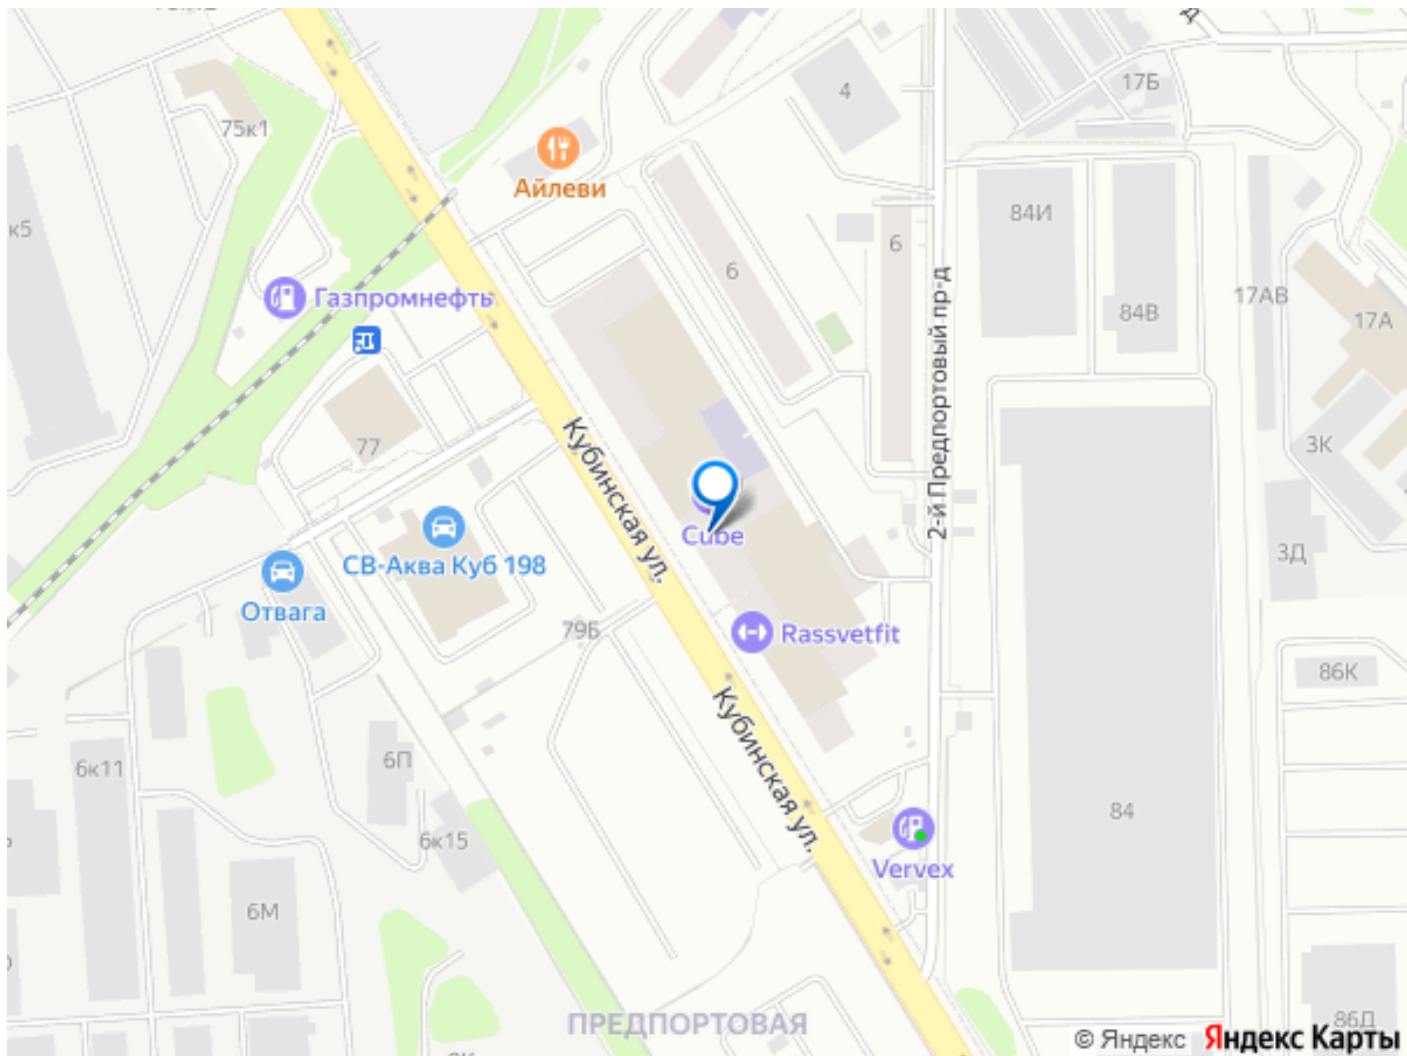 75к1
4
17Б
Айлеви
84И
к5
6
6
Газпромнефть
17АВ
84В
17А
2-й Предпортовый пр-д
77
Кубинская ул.
3К
Cube
СВ-Аква Куб 198
3Д
Отвага
79Б
Rassvetfit
86К
Кубинская ул.
6к11
6П
84
6к15
Vervex
6М
ПРЕДПОРТОВАЯ
86Д
© Яндекс Яндекс Карты